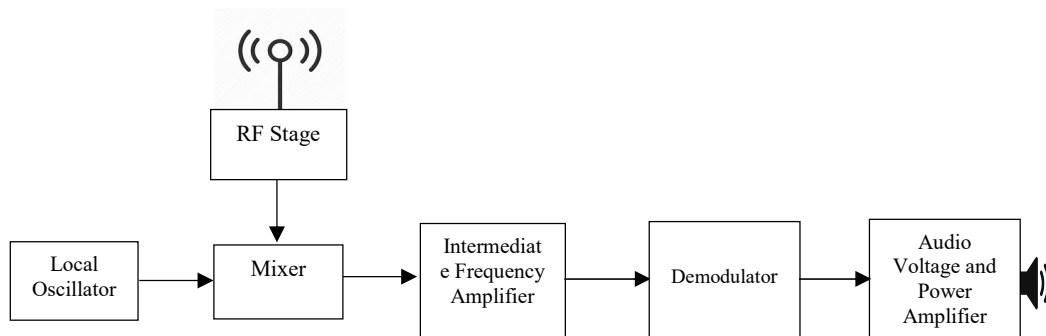 RF Stage
Local
Oscillator
Mixer
Intermediat
e Frequency
Amplifier
Demodulator
Audio
Voltage and
Power
Amplifier